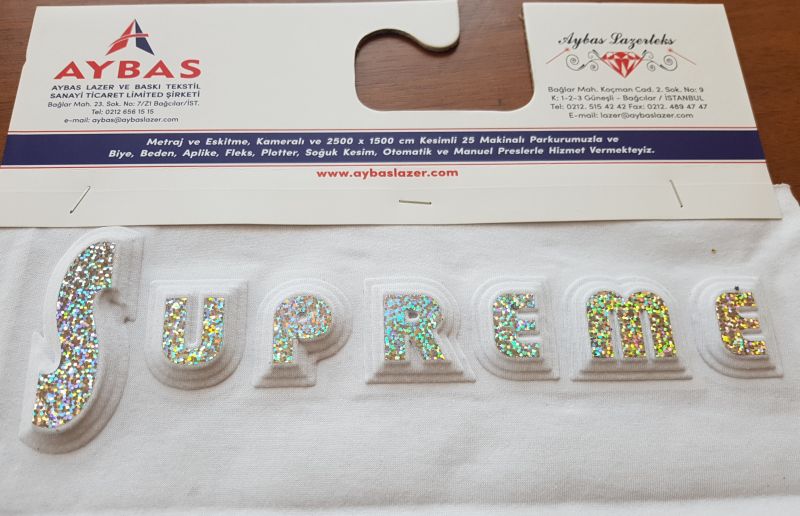 AYBAS
AYBAS LAZER VE BASKI TEKSTİL
SANAYİ TİCARET LİMİTED ŞİRKETİ
Bağlar Mah. 23. Sok. No: 7/Z1 Bağcılar/İST.
Tel: 0212 656 15 15
e-mail: aybas@aybaslazer.com
Aybas Lazerteks
Bağlar Mah. Koçman Cad. 2. Sok. No: 9
K: 1-2-3 Güneşli - Bağcılar / İSTANBUL
Tel: 0212. 515 42 42 Fax: 0212. 489 47 47
E-mail: lazer@aybaslazer.com
Metraj ve Eskitme, Kameralı ve 2500 x 1500 cm Kesimli 25 Makinalı Parkurumuzla ve
Biye, Beden, Aplike, Fleks, Plotter, Soğuk Kesim, Otomatik ve Manuel Preslerle Hizmet Vermekteyiz.
www.aybaslazer.com
SUPREME